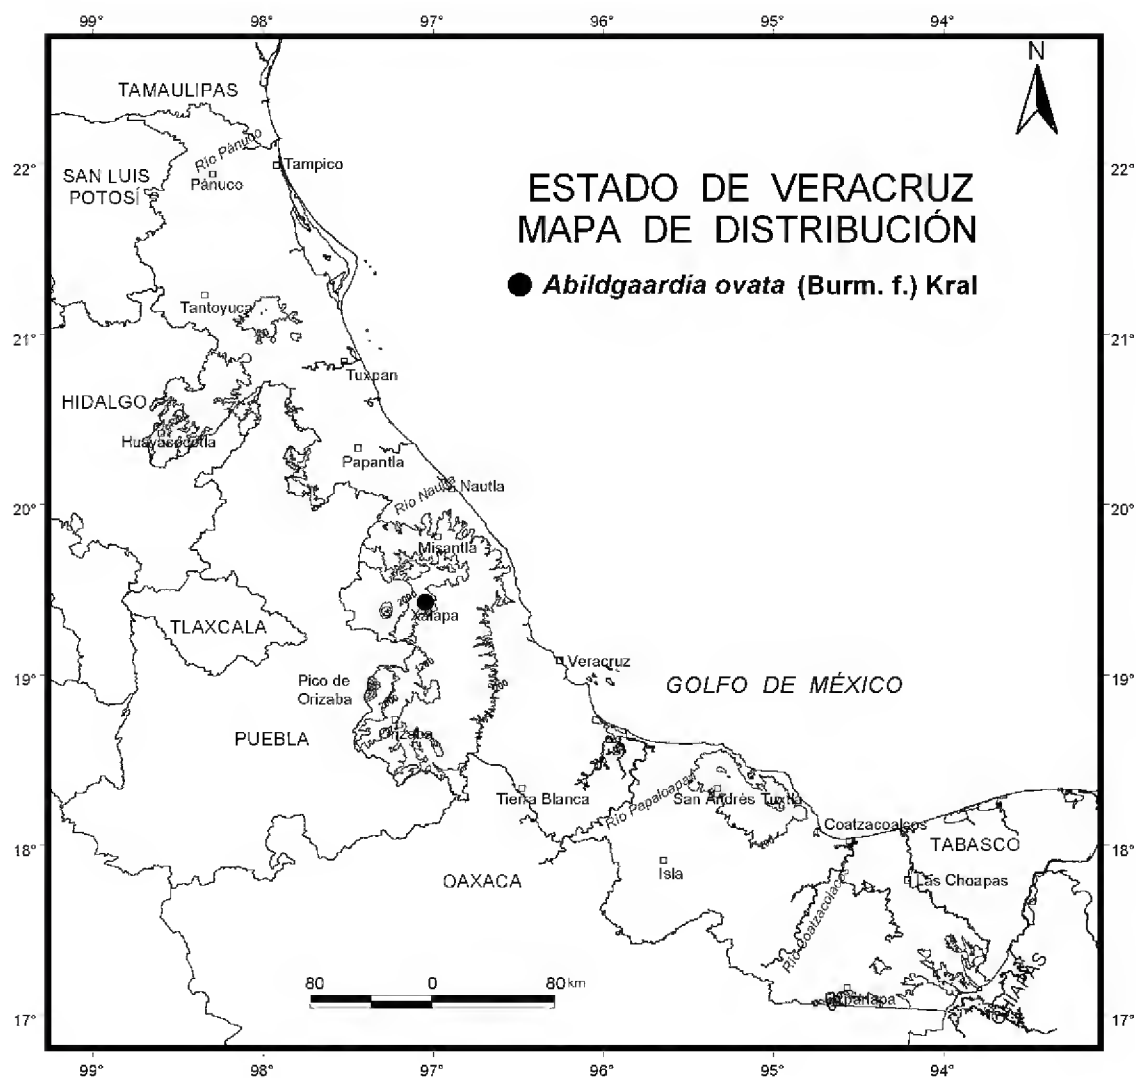 99° 98° 97° 96° 95° 94°
N
TAMAULIPAS
Río Pánuco
22° Tampico 22°
SAN LUIS
POTOSÍ
Pánuco
ESTADO DE VERACRUZ
MAPA DE DISTRIBUCIÓN
Abildgaardia ovata (Burm. f.) Kral
Tantoyuca
21° 21°
Tuxpan
HIDALGO
Huayacocotla
Papantla
Nautla
Río Nautla
20° 20°
Misantla
2000
Xalapa
TLAXCALA
Veracruz
19° 19°
Pico de
Orizaba
GOLFO DE MÉXICO
Orizaba
PUEBLA
Tierra Blanca
Río Papaloapan
San Andrés Tuxtla
Coatzacoalcos
18° TABASCO 18°
Isla
OAXACA
Las Choapas
Río Coatzacoalcos
CHIAPAS
80 0 80 km
Uxpanapa
17° 17°
99° 98° 97° 96° 95° 94°